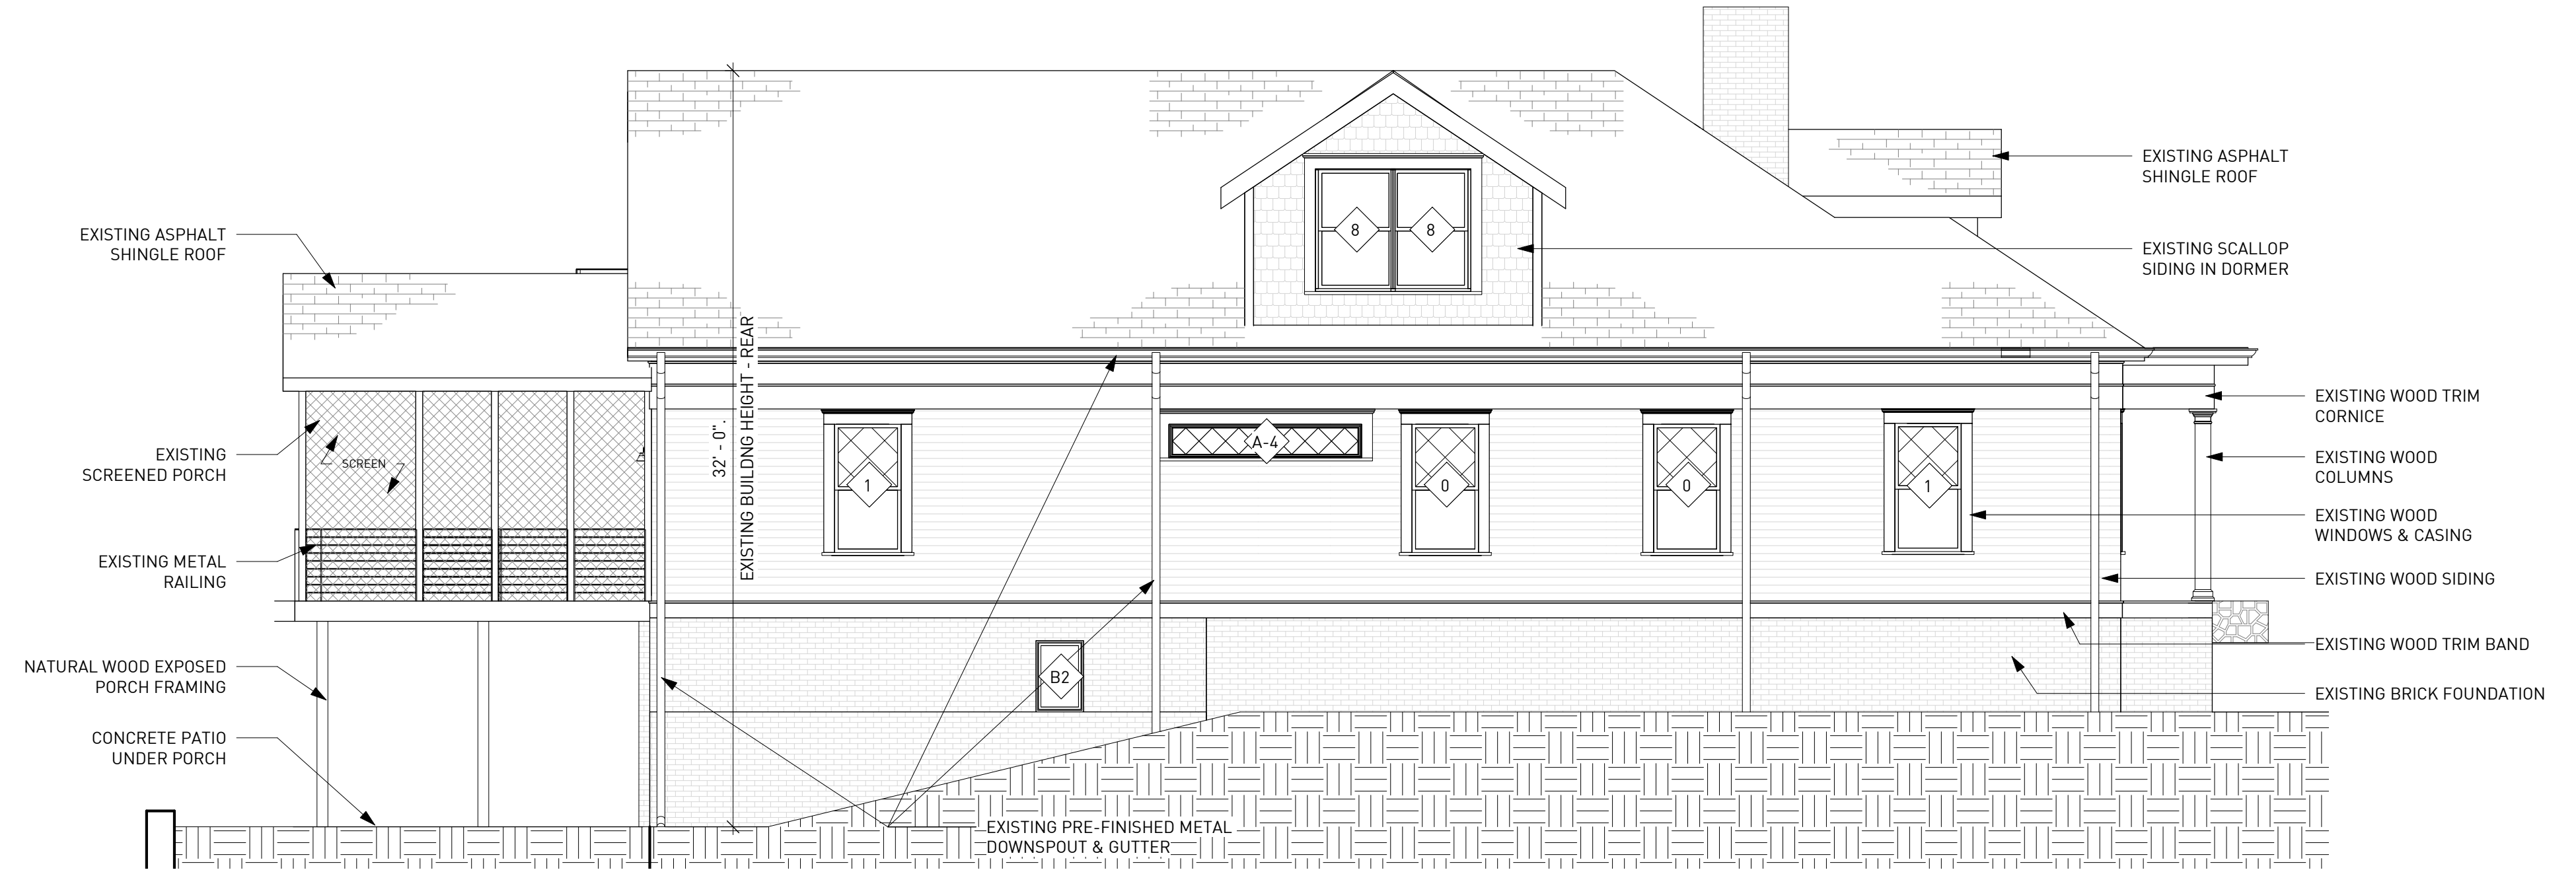 EXISTING ASPHALT
SHINGLE ROOF
EXISTING
SCREENED PORCH
SCREEN
EXISTING METAL
RAILING
NATURAL WOOD EXPOSED
PORCH FRAMING
CONCRETE PATIO
UNDER PORCH
32' - 0".
EXISTING BUILDNG HEIGHT - REAR
8
8
1
A-4
0
0
1
B2
EXISTING PRE-FINISHED METAL
DOWNSPOUT & GUTTER
EXISTING ASPHALT
SHINGLE ROOF
EXISTING SCALLOP
SIDING IN DORMER
EXISTING WOOD TRIM
CORNICE
EXISTING WOOD
COLUMNS
EXISTING WOOD
WINDOWS & CASING
EXISTING WOOD SIDING
EXISTING WOOD TRIM BAND
EXISTING BRICK FOUNDATION